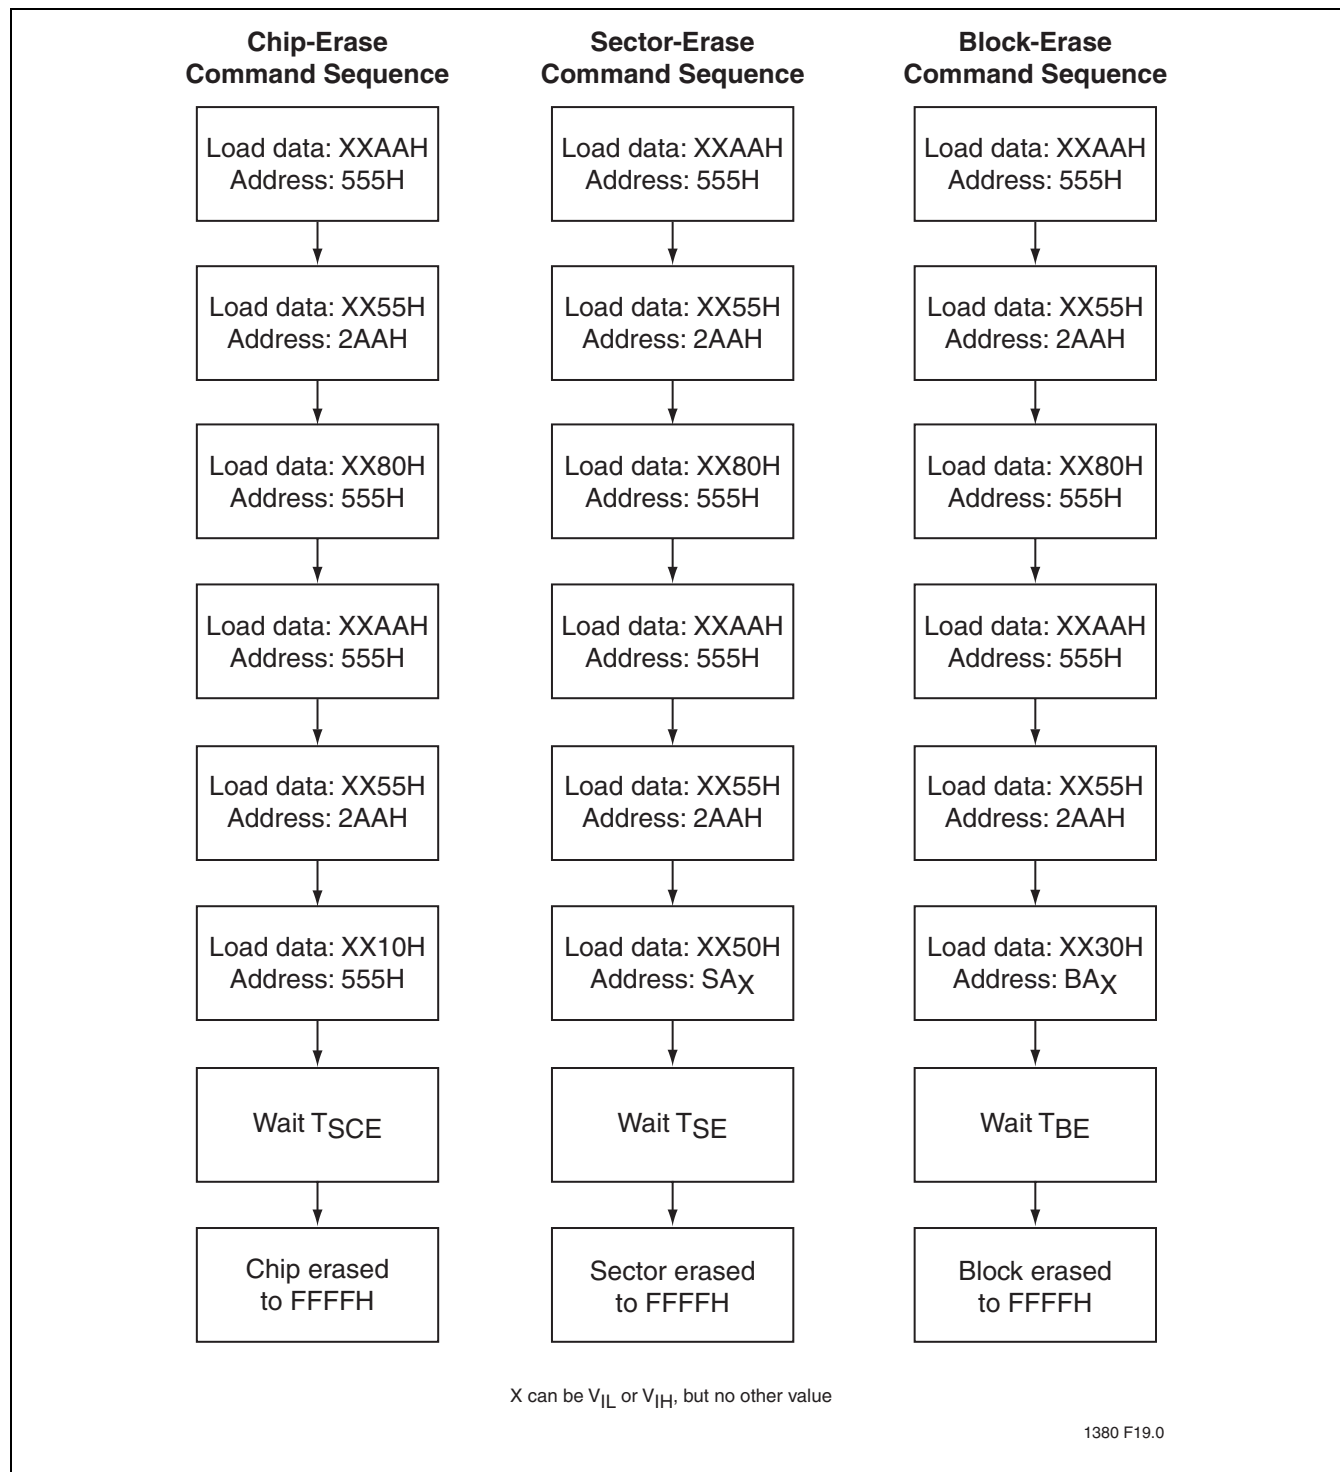 Chip-Erase
Command Sequence
Load data: XXAAH
Address: 555H
Load data: XX55H
Address: 2AAH
Load data: XX80H
Address: 555H
Load data: XXAAH
Address: 555H
Load data: XX55H
Address: 2AAH
Load data: XX10H
Address: 555H
Wait TSCE
Chip erased
to FFFFH
Sector-Erase
Command Sequence
Load data: XXAAH
Address: 555H
Load data: XX55H
Address: 2AAH
Load data: XX80H
Address: 555H
Load data: XXAAH
Address: 555H
Load data: XX55H
Address: 2AAH
Load data: XX50H
Address: SAX
Wait TSE
Sector erased
to FFFFH
Block-Erase
Command Sequence
Load data: XXAAH
Address: 555H
Load data: XX55H
Address: 2AAH
Load data: XX80H
Address: 555H
Load data: XXAAH
Address: 555H
Load data: XX55H
Address: 2AAH
Load data: XX30H
Address: BAX
Wait TBE
Block erased
to FFFFH
X can be VIL or VIH, but no other value
1380 F19.0